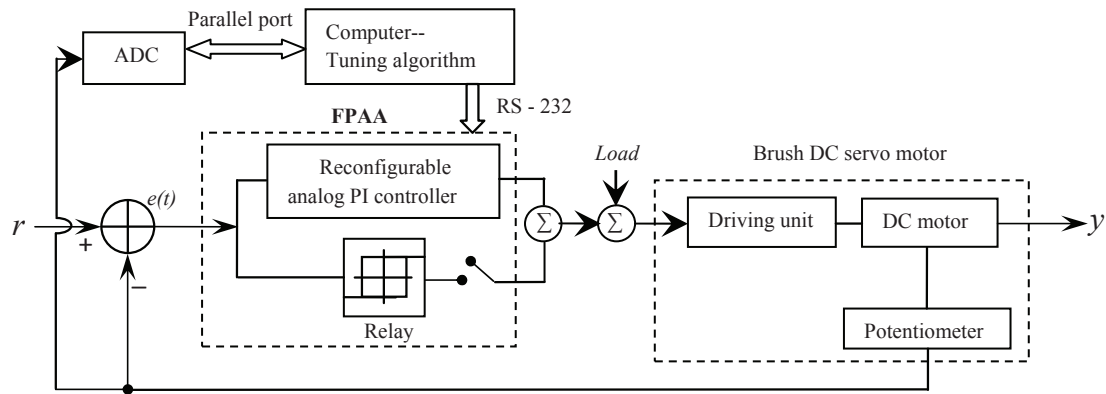 Parallel port
ADC
Computer--
Tuning algorithm
RS - 232
FPAA
Reconfigurable
analog PI controller
Load
Brush DC servo motor
e(t)
r
+
−
Σ
Σ
Driving unit
DC motor
y
Relay
Potentiometer